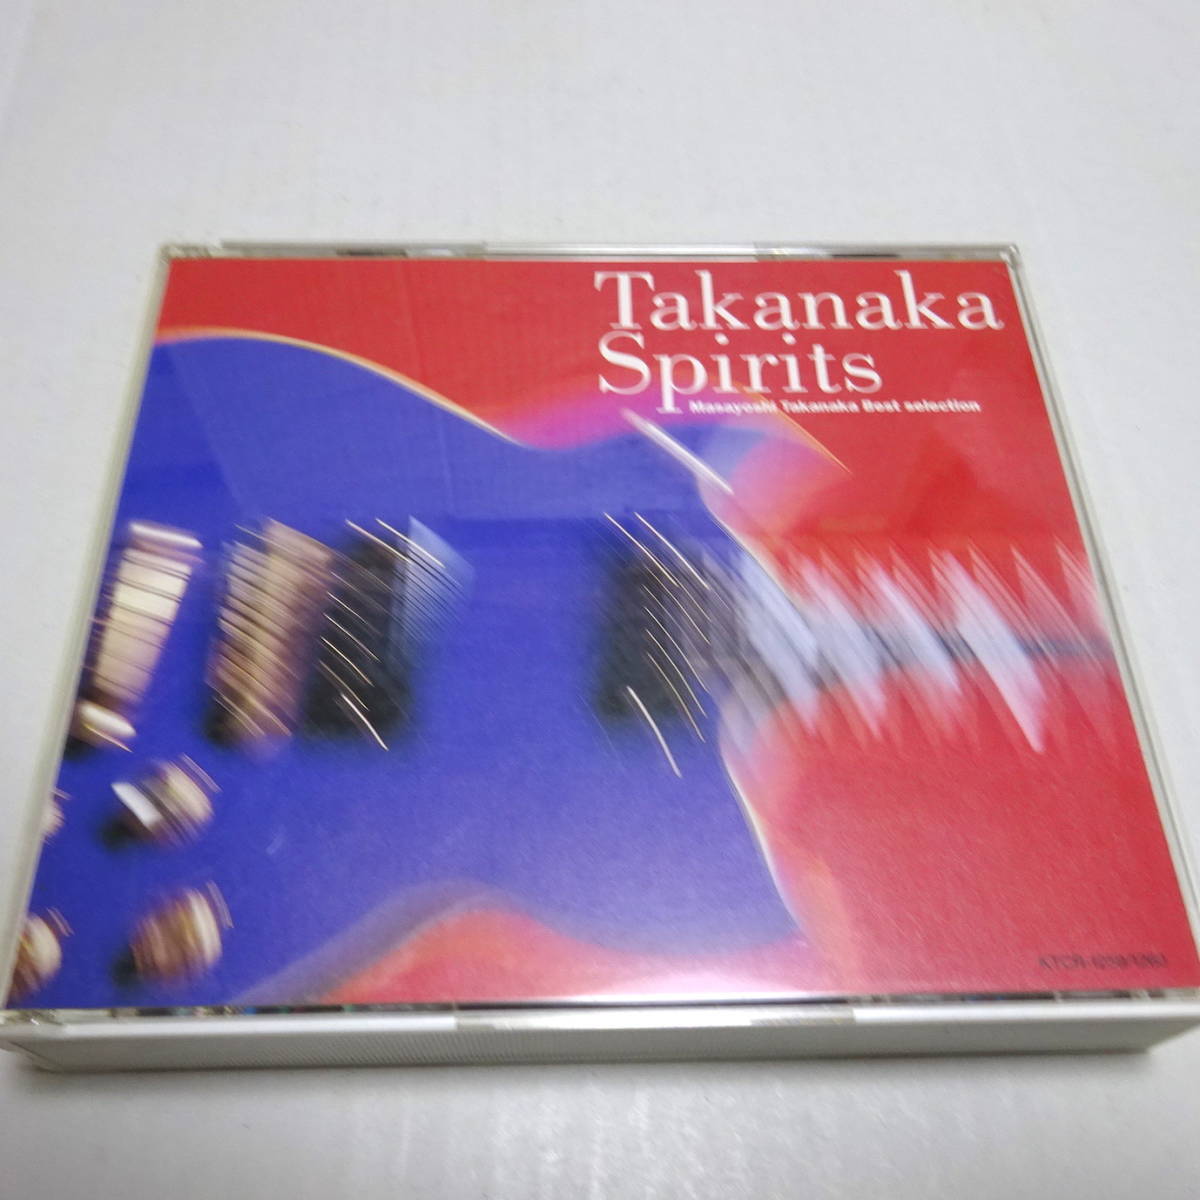 Takanaka
Spirits
Masayoshi Takanaka Best selection